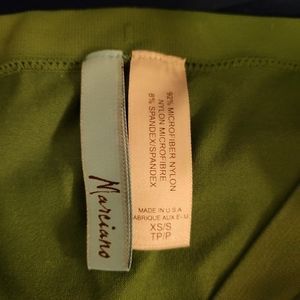 Marciano
92% MICROFIBER NYLON
NYLON MICROFIBRE
8% SPANDEX/SPANDEX
MADE IN U.S.A
FABRIQUE AUX E-U
XS/S
TP/P